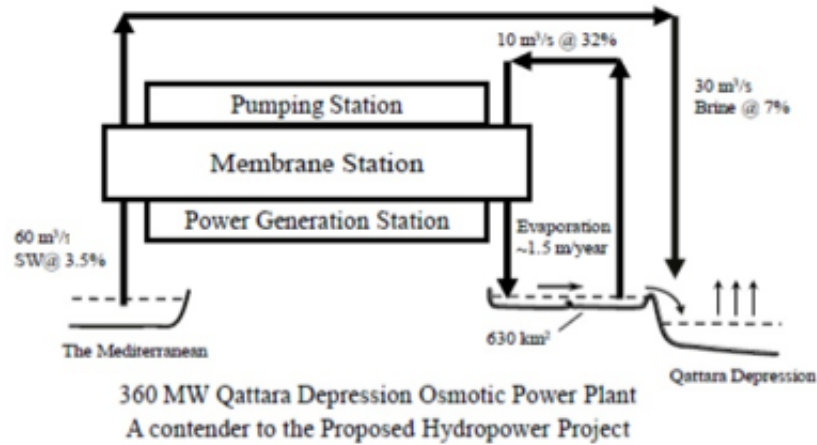 10 m³/s @ 32%
30 m³/s
Brine @ 7%
Pumping Station
Membrane Station
Power Generation Station
60 m³/t
SW@ 3.5%
Evaporation
~1.5 m/year
The Mediterranean
630 km²
Qattara Depression
360 MW Qattara Depression Osmotic Power Plant
A contender to the Proposed Hydropower Project